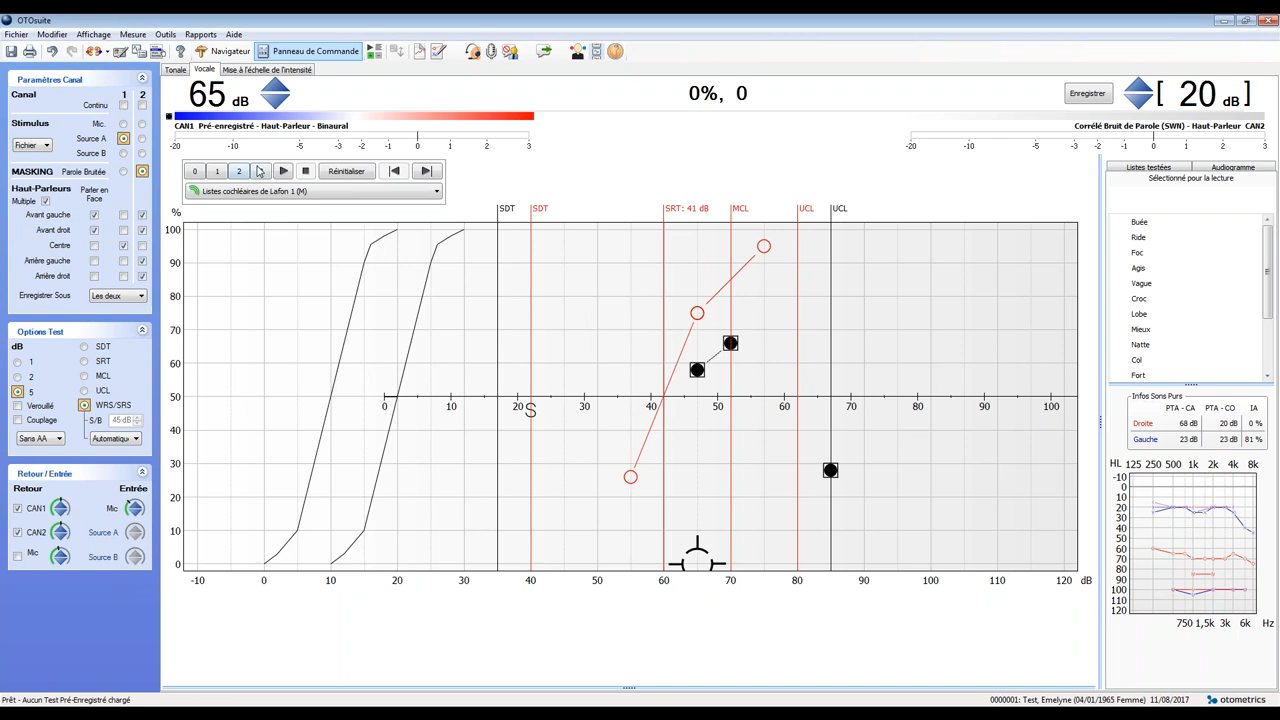 OTOsuite
Fichier Modifier Affichage Mesure Outils Rapports Aide
Navigateur Panneau de Commande
Paramètres Canal
Canal 1 2
Continu
Stimulus Mic.
Fichier Source A
Source B
MASKING Parole Bruitée
Haut-Parleurs Parler en Face
Multiple
Avant gauche
Avant droit
Centre
Arrière gauche
Arrière droit
Enregistrer Sous Les deux
Options Test
dB SDT
1 SRT
2 MCL
5 UCL
Verouillé WRS/SRS
Couplage S/B 45 dB
Sans AA Automatiqu
Retour / Entrée
Retour Entrée
CAN1 Mic
CAN2 Source A
Mic Source B
Tonale Vocale Mise à l'échelle de l'intensité
65 dB 0%, 0 Enregistrer [ 20 dB ]
CAN1 Pré-enregistré - Haut-Parleur - Binaural Corrélé Bruit de Parole (SWN) - Haut-Parleur CAN2
-20 -10 -5 0 1 3 -20 -10 -5 0 1 3
0 1 2 Réinitialiser
Listes cochléaires de Lafon 1 (M)
% SDT SDT SRT: 41 dB MCL UCL UCL
100
90
80
70
60
50
40
30
20
10
0
0 10 20 30 40 50 60 70 80 90 100
S
-10 0 10 20 30 40 50 60 70 80 90 100 110 120 dB
Listes testées Audiogramme
Sélectionné pour la lecture
Buée
Ride
Foc
Agis
Vague
Croc
Lobe
Mieux
Natte
Col
Fort
Infos Sons Purs
PTA - CA PTA - CO IA
Droite 68 dB 20 dB 0 %
Gauche 23 dB 23 dB 81 %
HL 125 250 500 1k 2k 4k 8k
-10
0
10
20
30
40
50
60
70
80
90
100
110
120
750 1,5k 3k 6k Hz
Prêt - Aucun Test Pré-Enregistré chargé 0000001: Test, Emelyne (04/01/1965 Femme) 11/08/2017 otometrics